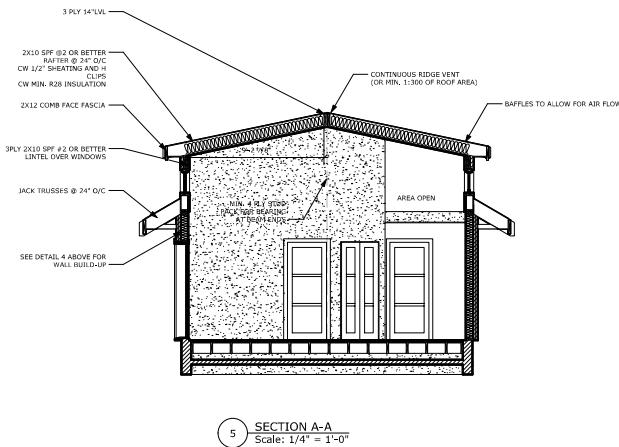 3 PLY 14"LVL
2X10 SPF @2 OR BETTER
RAFTER @ 24" O/C
CW 1/2" SHEATING AND H
CLIPS
CW MIN. R28 INSULATION
CONTINUOUS RIDGE VENT
(OR MIN. 1:300 OF ROOF AREA)
2X12 COMB FACE FASCIA
BAFFLES TO ALLOW FOR AIR FLOW
3PLY 2X10 SPF #2 OR BETTER
LINTEL OVER WINDOWS
JACK TRUSSES @ 24" O/C
MIN. 4 PLY STUD
PACK FOR BEARING
AT BEAM ENDS
AREA OPEN
SEE DETAIL 4 ABOVE FOR
WALL BUILD-UP
5
SECTION A-A
Scale: 1/4" = 1'-0"